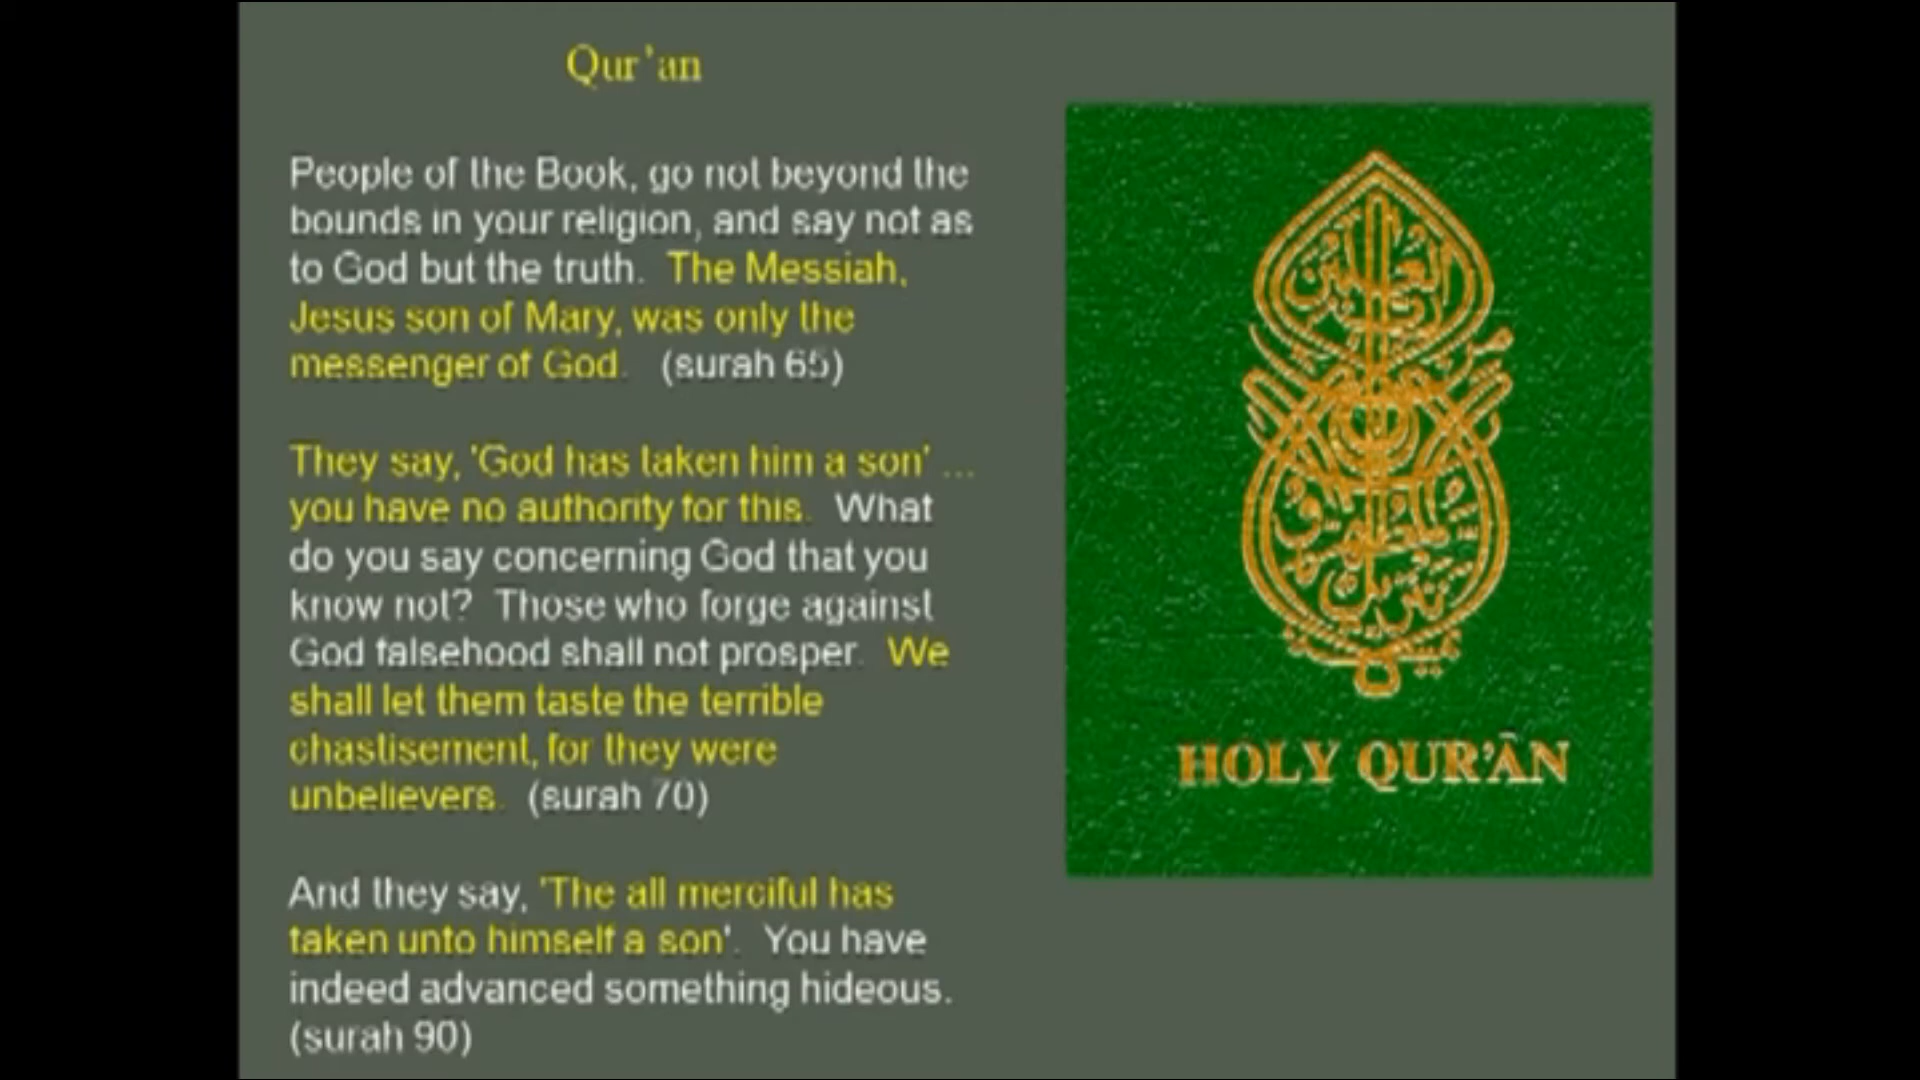 Qur'an
People of the Book, go not beyond the
bounds in your religion, and say not as
to God but the truth. The Messiah,
Jesus son of Mary, was only the
messenger of God. (surah 65)
They say, 'God has taken him a son' ...
you have no authority for this. What
do you say concerning God that you
know not? Those who forge against
God falsehood shall not prosper. We
shall let them taste the terrible
chastisement, for they were
unbelievers. (surah 70)
And they say, 'The all merciful has
taken unto himself a son'. You have
indeed advanced something hideous.
(surah 90)
العلمين
رب
من
تنزيل
HOLY QUR'ĀN